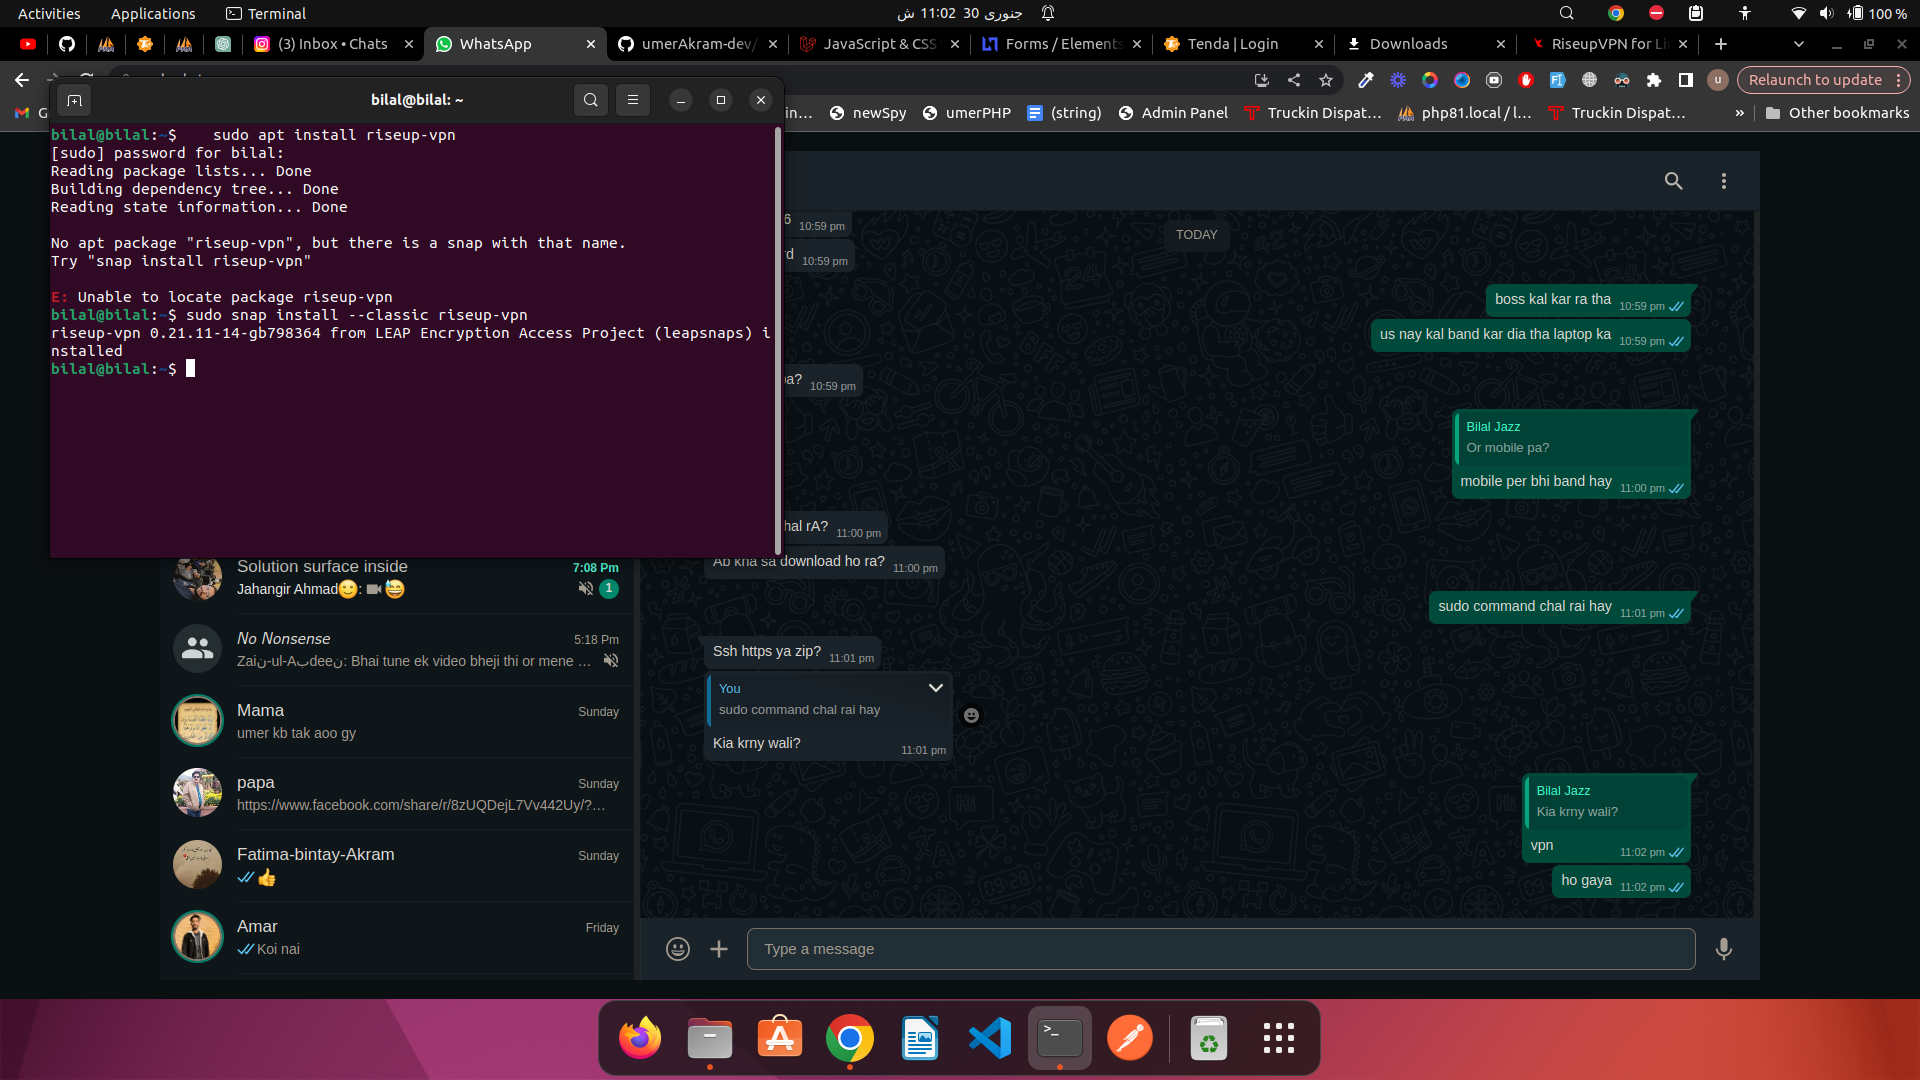 Activities
Applications
Terminal
جنوری 30 11:02 ش
100 %
(3) Inbox • Chats
WhatsApp
umerAkram-dev/
JavaScript & CSS
Forms / Elements
Tenda | Login
Downloads
RiseupVPN for Li
Relaunch to update
in...
newSpy
umerPHP
(string)
Admin Panel
Truckin Dispat...
php81.local / l...
Truckin Dispat...
»
Other bookmarks
bilal@bilal: ~
bilal@bilal:~$    sudo apt install riseup-vpn
[sudo] password for bilal:
Reading package lists... Done
Building dependency tree... Done
Reading state information... Done
No apt package "riseup-vpn", but there is a snap with that name.
Try "snap install riseup-vpn"
E: Unable to locate package riseup-vpn
bilal@bilal:~$ sudo snap install --classic riseup-vpn
riseup-vpn 0.21.11-14-gb798364 from LEAP Encryption Access Project (leapsnaps) i
nstalled
bilal@bilal:~$
Solution surface inside
7:08 Pm
Jahangir Ahmad🙂: 😅
1
No Nonsense
5:18 Pm
Zaiن-ul-Aبdeeن: Bhai tune ek video bheji thi or mene ...
Mama
Sunday
umer kb tak aoo gy
papa
Sunday
https://www.facebook.com/share/r/8zUQDejL7Vv442Uy/?...
Fatima-bintay-Akram
Sunday
👍
Amar
Friday
Koi nai
6 10:59 pm
rd 10:59 pm
TODAY
boss kal kar ra tha 10:59 pm
us nay kal band kar dia tha laptop ka 10:59 pm
pa? 10:59 pm
Bilal Jazz
Or mobile pa?
mobile per bhi band hay 11:00 pm
hal rA? 11:00 pm
Ab kha sa download ho ra? 11:00 pm
sudo command chal rai hay 11:01 pm
Ssh https ya zip? 11:01 pm
You
sudo command chal rai hay
Kia krny wali? 11:01 pm
Bilal Jazz
Kia krny wali?
vpn 11:02 pm
ho gaya 11:02 pm
Type a message